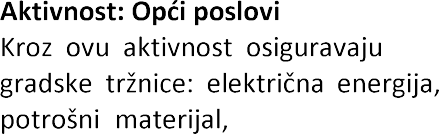 Aktivnost: Opći poslovi
Kroz ovu aktivnost osiguravaju
gradske tržnice: električna energija,
potrošni materijal,